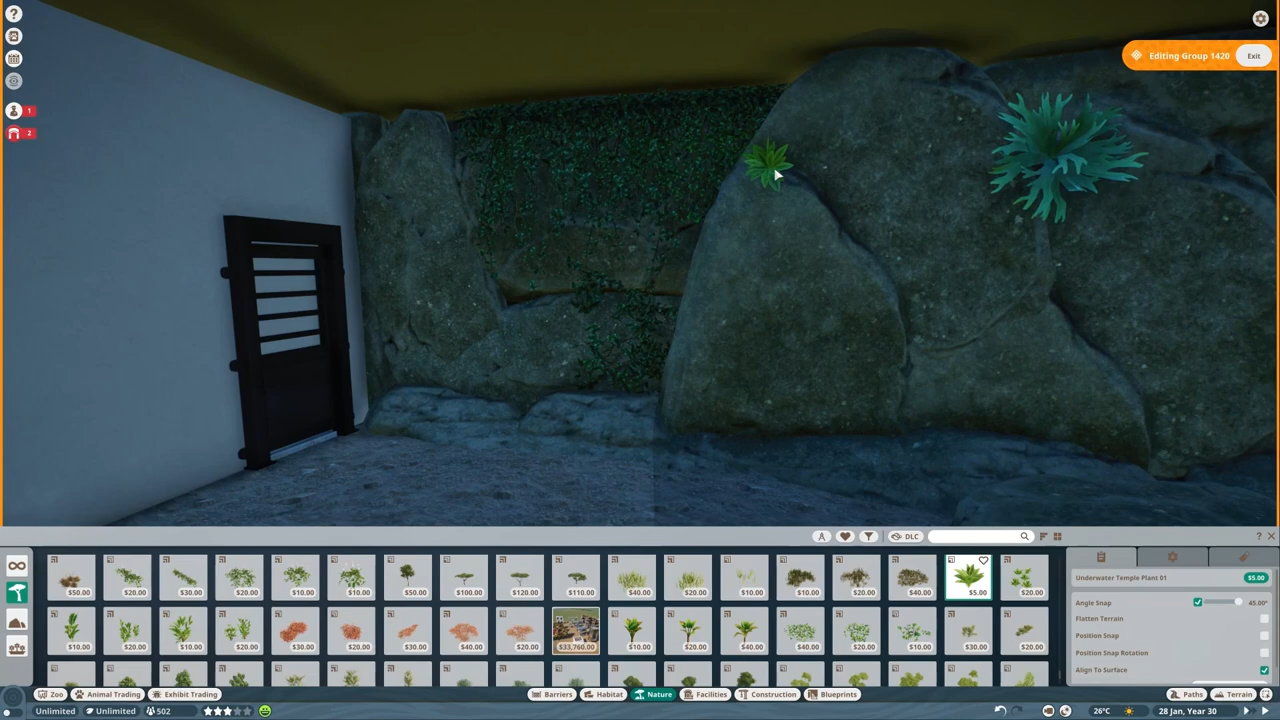 ?
Editing Group 1420 Exit
1
2
DLC
? ×
$50.00 $20.00 $30.00 $20.00 $10.00 $10.00 $50.00 $100.00 $120.00 $110.00 $40.00 $20.00 $10.00 $20.00 $20.00 $40.00 $5.00 $20.00
Underwater Temple Plant 01 $5.00
Angle Snap 45.00°
Flatten Terrain
Position Snap
Position Snap Rotation
Align To Surface
$10.00 $20.00 $10.00 $20.00 $30.00 $20.00 $10.00 $40.00 $20.00 $33,760.00 $10.00 $20.00 $10.00 $40.00 $20.00 $10.00 $30.00 $20.00
Zoo Animal Trading Exhibit Trading Barriers Habitat Nature Facilities Construction Blueprints Paths Terrain
Unlimited Unlimited 502 26°C 28 Jan, Year 30